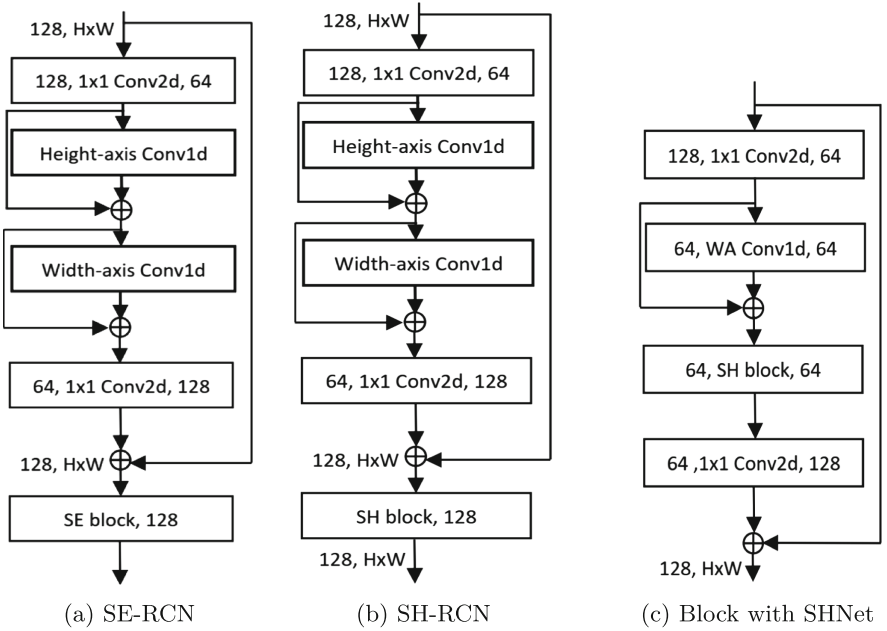 128, HxW
128, 1x1 Conv2d, 64
Height-axis Conv1d
Width-axis Conv1d
64, 1x1 Conv2d, 128
128, HxW
SE block, 128
(a) SE-RCN
128, HxW
128, 1x1 Conv2d, 64
Height-axis Conv1d
Width-axis Conv1d
64, 1x1 Conv2d, 128
128, HxW
SH block, 128
128, HxW
(b) SH-RCN
128, 1x1 Conv2d, 64
64, WA Conv1d, 64
64, SH block, 64
64 ,1x1 Conv2d, 128
128, HxW
(c) Block with SHNet